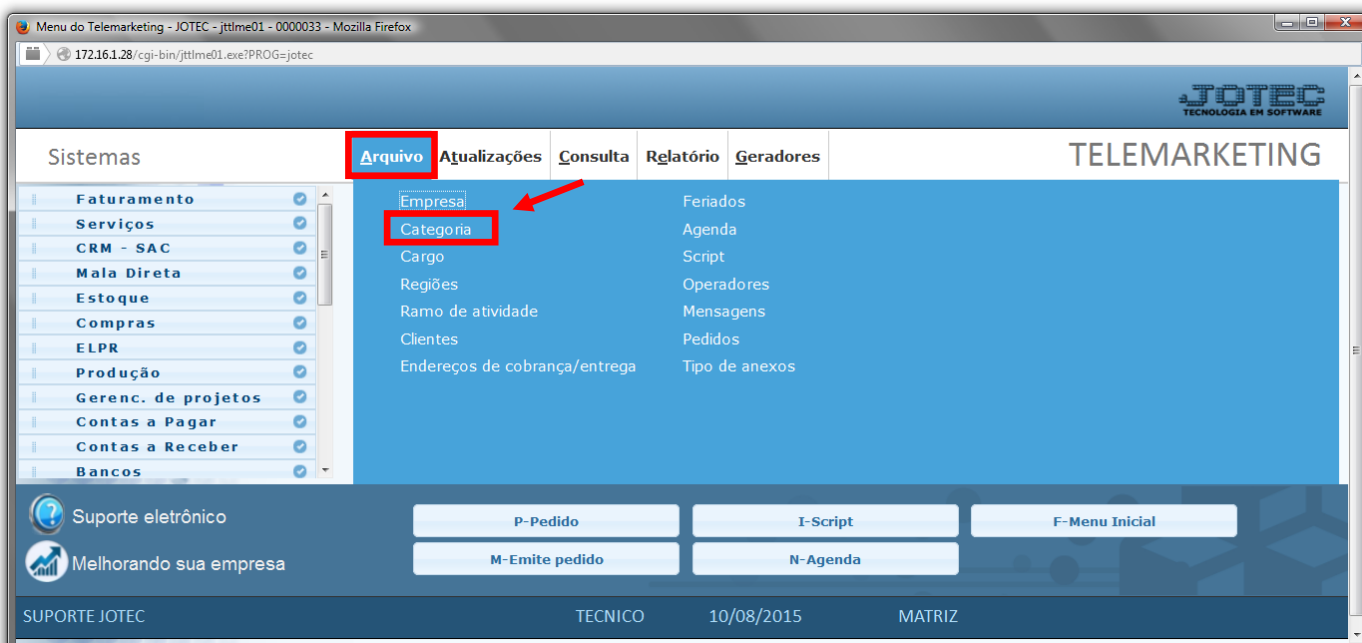 Menu do Telemarketing - JOTEC - jttlme01 - 0000033 - Mozilla Firefox
172.16.1.28/cgi-bin/jttlme01.exe?PROG=jotec
JOTEC
TECNOLOGIA EM SOFTWARE
Sistemas
Arquivo Atualizações Consulta Relatório Geradores
TELEMARKETING
Faturamento
Serviços
CRM - SAC
Mala Direta
Estoque
Compras
ELPR
Produção
Gerenc. de projetos
Contas a Pagar
Contas a Receber
Bancos
Empresa
Categoria
Cargo
Regiões
Ramo de atividade
Clientes
Endereços de cobrança/entrega
Feriados
Agenda
Script
Operadores
Mensagens
Pedidos
Tipo de anexos
Suporte eletrônico
Melhorando sua empresa
P-Pedido I-Script F-Menu Inicial
M-Emite pedido N-Agenda
SUPORTE JOTEC TECNICO 10/08/2015 MATRIZ